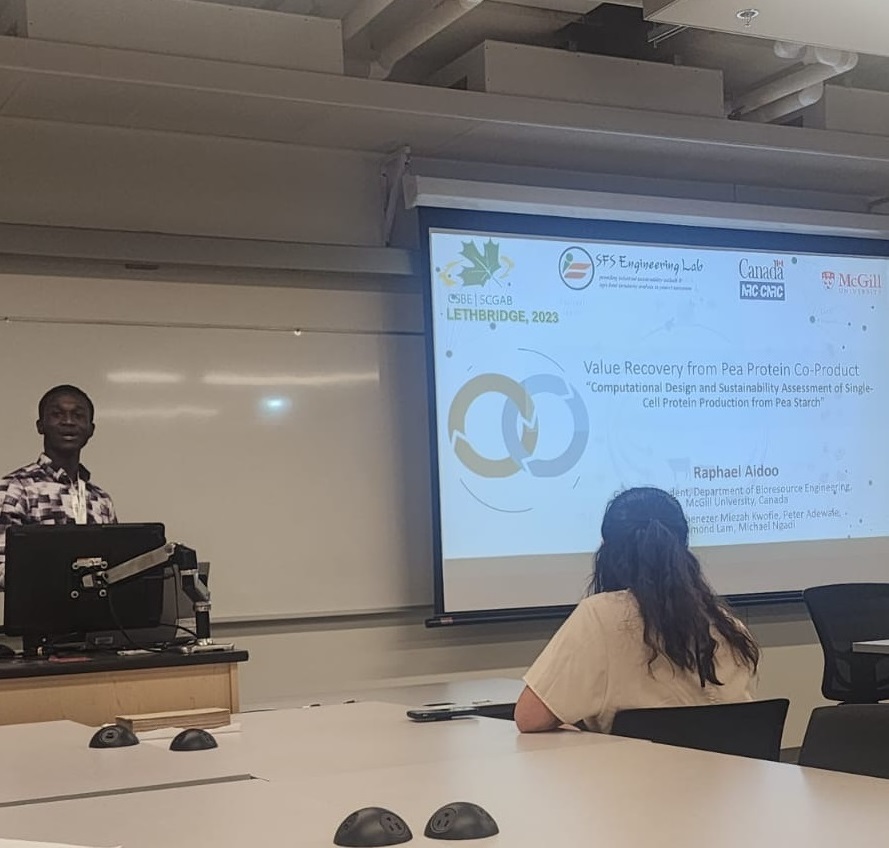 CSBE | SCGAB
LETHBRIDGE, 2023
SFS Engineering Lab
Canada
NRC CNRC
McGill
UNIVERSITY
Value Recovery from Pea Protein Co-Product
"Computational Design and Sustainability Assessment of Single-
Cell Protein Production from Pea Starch"
Raphael Aidoo
dent, Department of Bioresource Engineering,
McGill University, Canada
benezer Miezah Kwofie, Peter Adewale,
mond Lam, Michael Ngadi